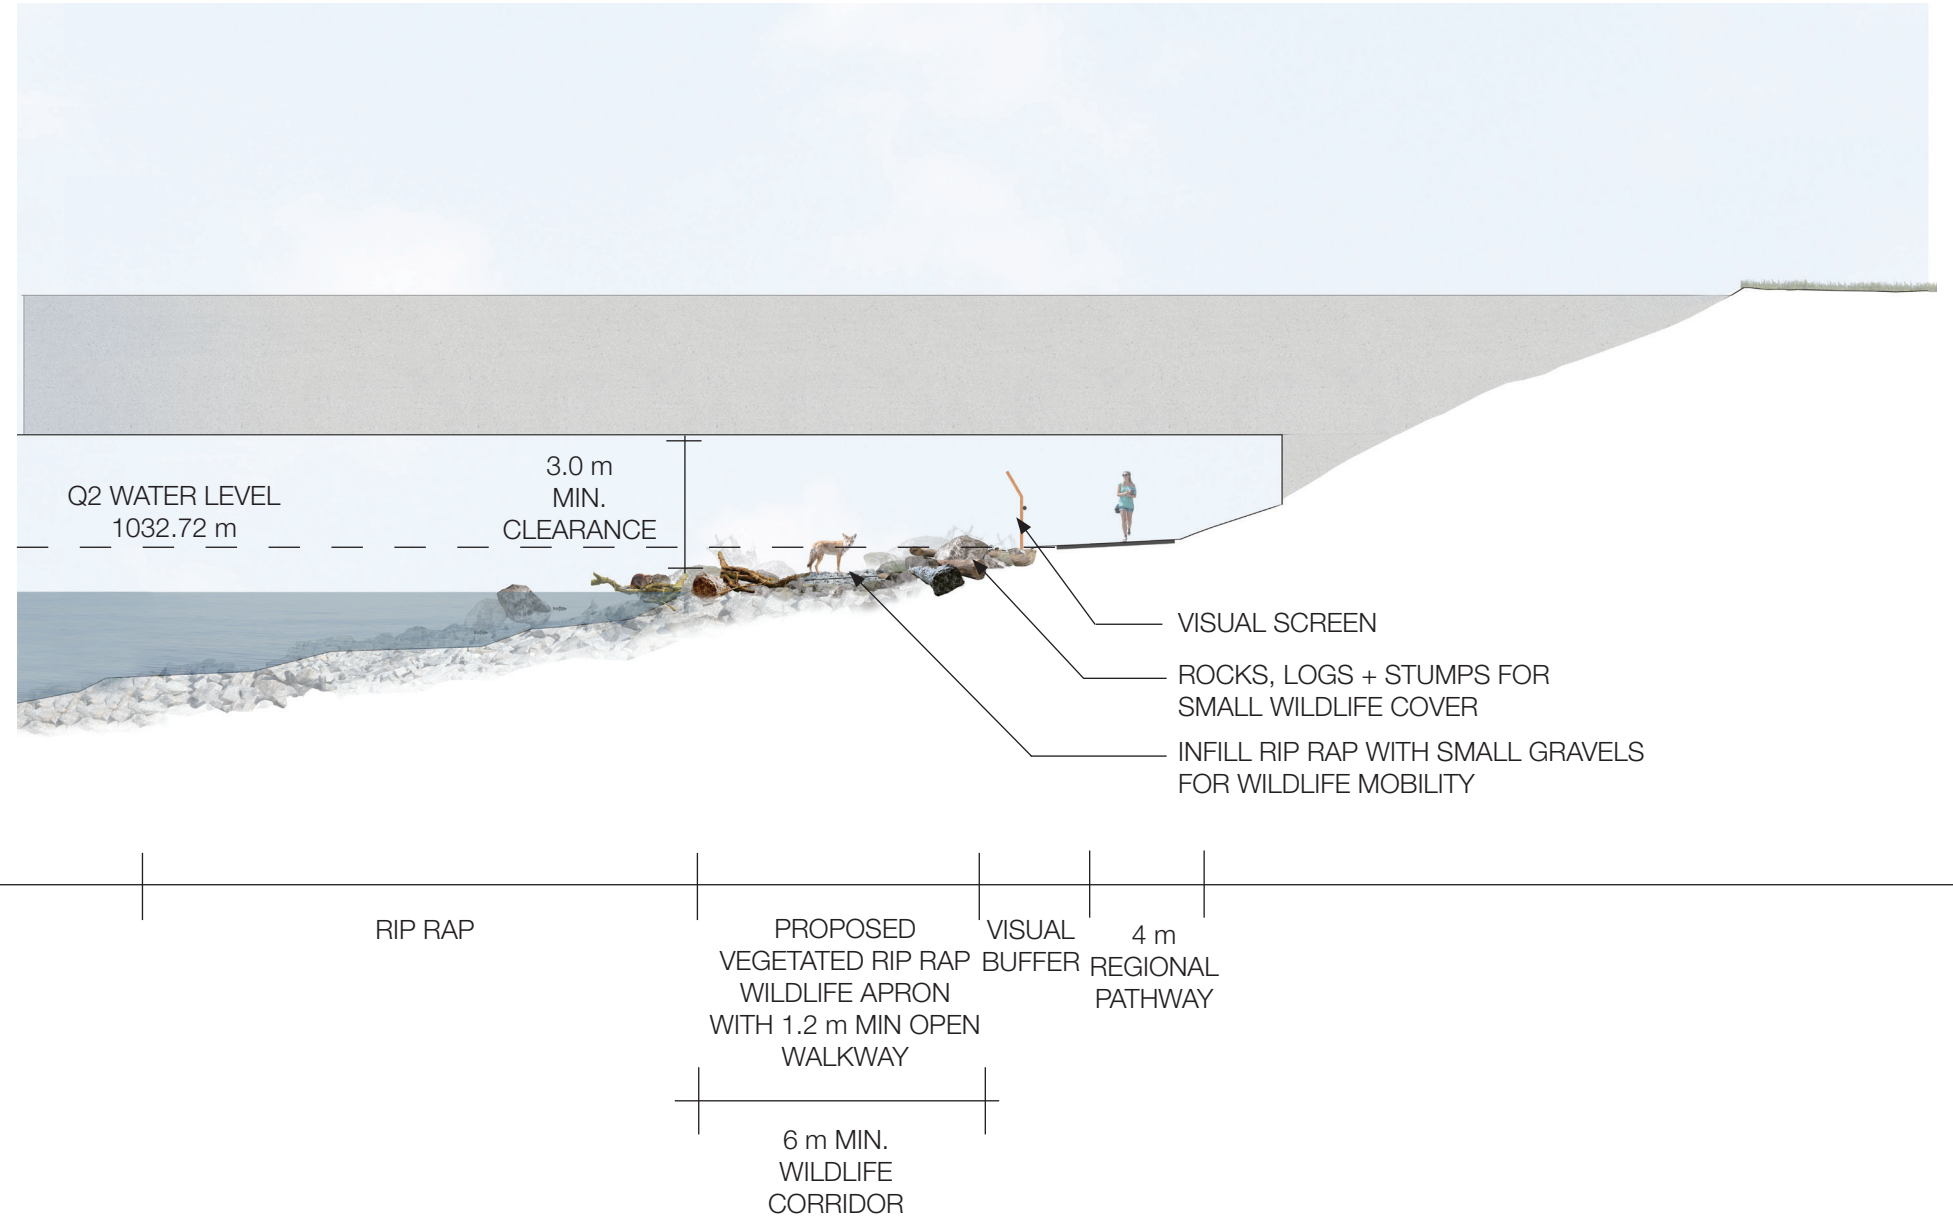 Q2 WATER LEVEL
1032.72 m
3.0 m
MIN.
CLEARANCE
VISUAL SCREEN
ROCKS, LOGS + STUMPS FOR
SMALL WILDLIFE COVER
INFILL RIP RAP WITH SMALL GRAVELS
FOR WILDLIFE MOBILITY
RIP RAP
PROPOSED
VEGETATED RIP RAP
WILDLIFE APRON
WITH 1.2 m MIN OPEN
WALKWAY
VISUAL
BUFFER
4 m
REGIONAL
PATHWAY
6 m MIN.
WILDLIFE
CORRIDOR